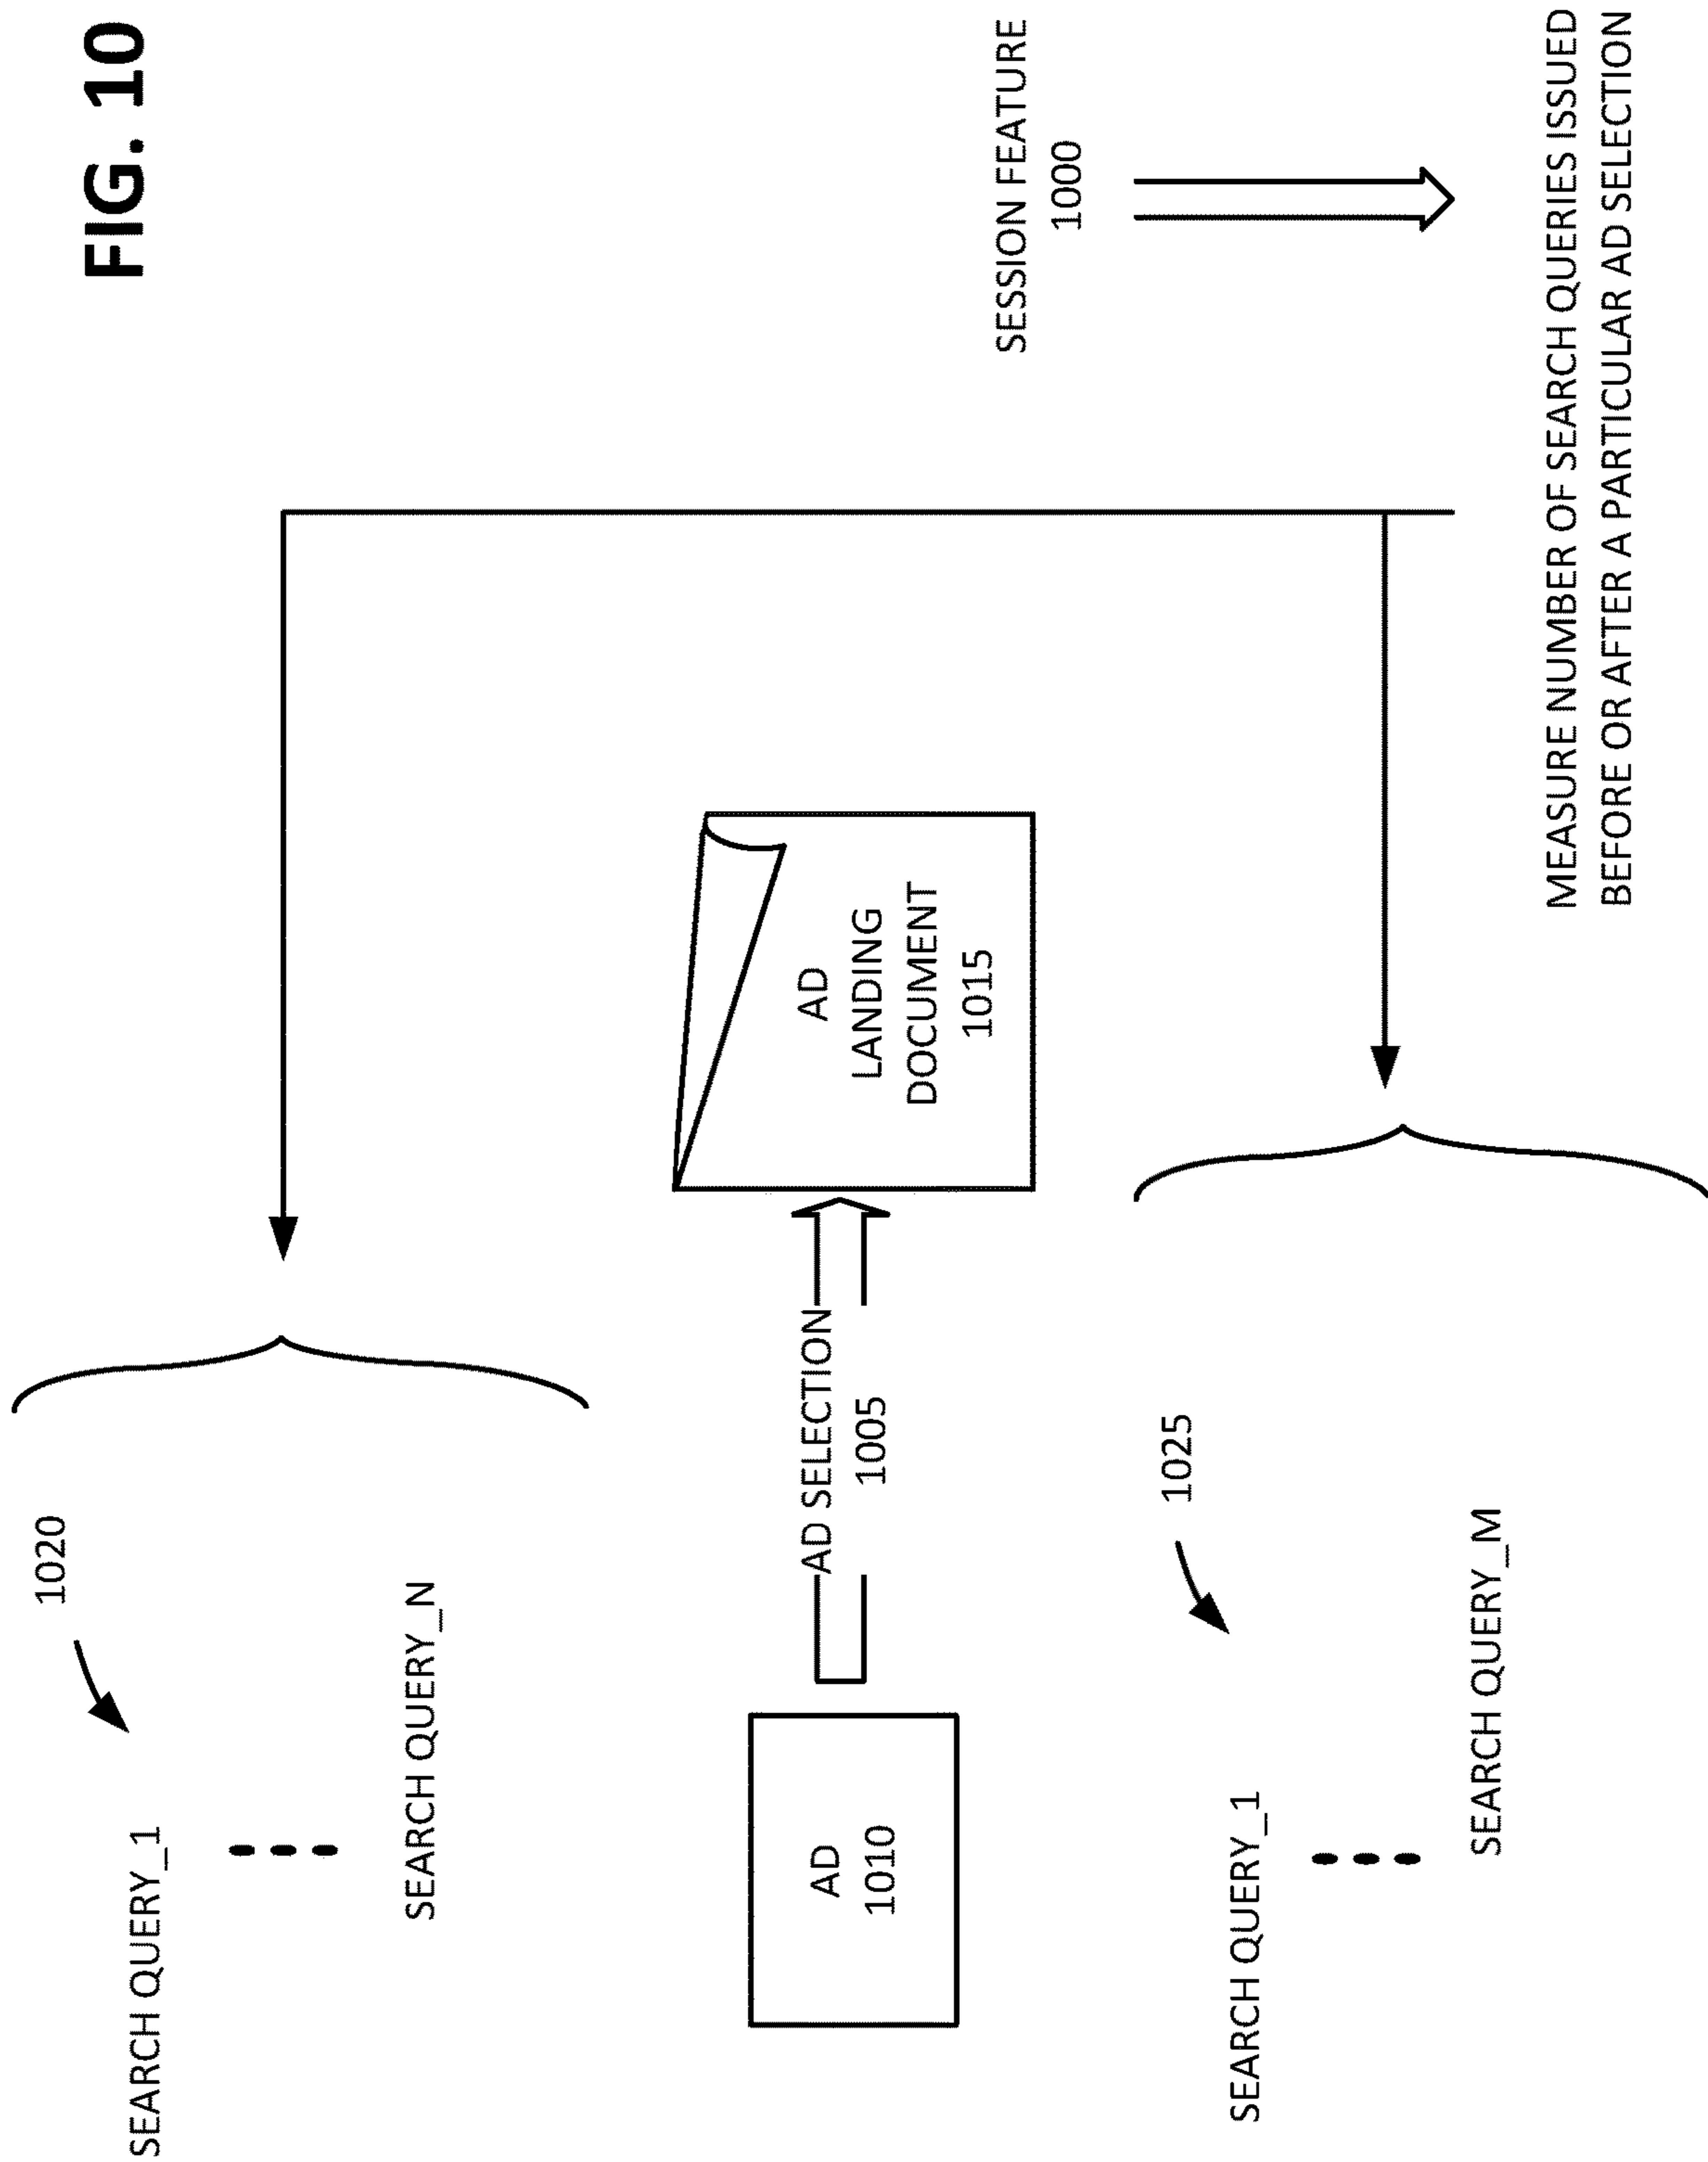 FIG. 10
1020
SEARCH QUERY_1
SEARCH QUERY_N
AD
1010
AD SELECTION
1005
AD
LANDING
DOCUMENT
1015
SESSION FEATURE
1000
1025
SEARCH QUERY_1
SEARCH QUERY_M
MEASURE NUMBER OF SEARCH QUERIES ISSUED
BEFORE OR AFTER A PARTICULAR AD SELECTION